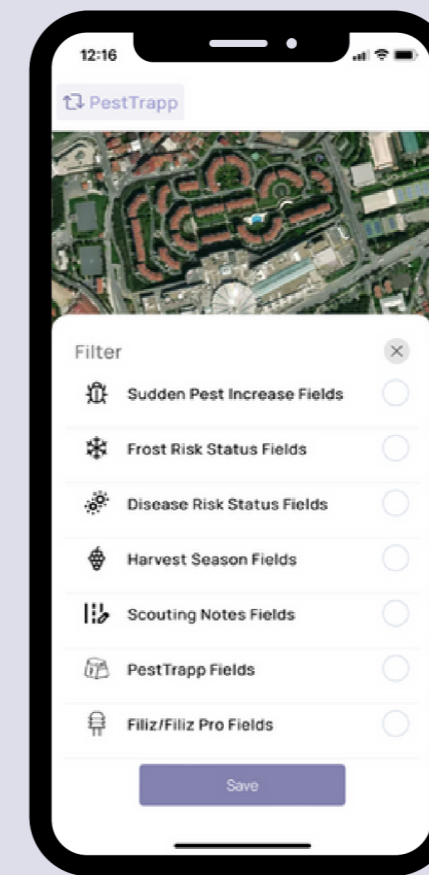 12:16
PestTrapp
Filter
Sudden Pest Increase Fields
Frost Risk Status Fields
Disease Risk Status Fields
Harvest Season Fields
Scouting Notes Fields
PestTrapp Fields
Filiz/Filiz Pro Fields
Save